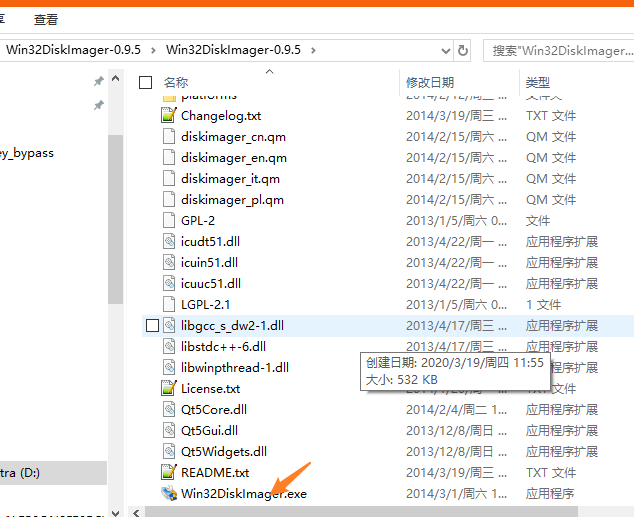 查看
Win32DiskImager-0.9.5 > Win32DiskImager-0.9.5 >
搜索"Win32DiskImager...
名称 修改日期 类型
platforms 2014/2/12/周三 ... 文件夹
Changelog.txt 2014/3/19/周三 ... TXT 文件
diskimager_cn.qm 2014/2/15/周六 ... QM 文件
diskimager_en.qm 2014/2/15/周六 ... QM 文件
diskimager_it.qm 2014/2/15/周六 ... QM 文件
diskimager_pl.qm 2014/2/15/周六 ... QM 文件
GPL-2 2013/1/5/周六 0... 文件
icudt51.dll 2013/4/22/周一 ... 应用程序扩展
icuin51.dll 2013/4/22/周一 ... 应用程序扩展
icuuc51.dll 2013/4/22/周一 ... 应用程序扩展
LGPL-2.1 2013/1/5/周六 0... 1 文件
libgcc_s_dw2-1.dll 2013/4/17/周三 ... 应用程序扩展
libstdc++-6.dll 2013/4/17/周三 ... 应用程序扩展
libwinpthread-1.dll 应用程序扩展
License.txt TXT 文件
Qt5Core.dll 2014/2/4/周二 1... 应用程序扩展
Qt5Gui.dll 2013/12/8/周日 ... 应用程序扩展
Qt5Widgets.dll 2013/12/8/周日 ... 应用程序扩展
README.txt 2014/3/19/周三 ... TXT 文件
Win32DiskImager.exe 2014/3/1/周六 1... 应用程序
创建日期: 2020/3/19/周四 11:55
大小: 532 KB
ey_bypass
tra (D:)